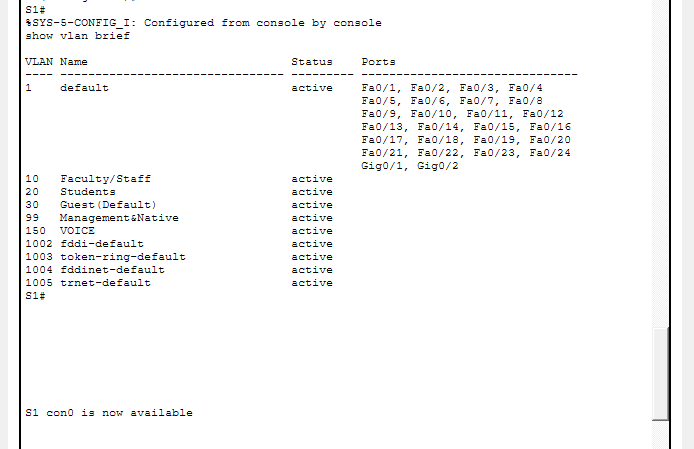 S1#
%SYS-5-CONFIG_I: Configured from console by console
show vlan brief
VLAN Name                             Status    Ports
---- -------------------------------- --------- -------------------------------
1    default                          active    Fa0/1, Fa0/2, Fa0/3, Fa0/4
                                                Fa0/5, Fa0/6, Fa0/7, Fa0/8
                                                Fa0/9, Fa0/10, Fa0/11, Fa0/12
                                                Fa0/13, Fa0/14, Fa0/15, Fa0/16
                                                Fa0/17, Fa0/18, Fa0/19, Fa0/20
                                                Fa0/21, Fa0/22, Fa0/23, Fa0/24
                                                Gig0/1, Gig0/2
10   Faculty/Staff                    active
20   Students                         active
30   Guest(Default)                   active
99   Management&Native                active
150  VOICE                            active
1002 fddi-default                     active
1003 token-ring-default               active
1004 fddinet-default                  active
1005 trnet-default                    active
S1#
S1 con0 is now available